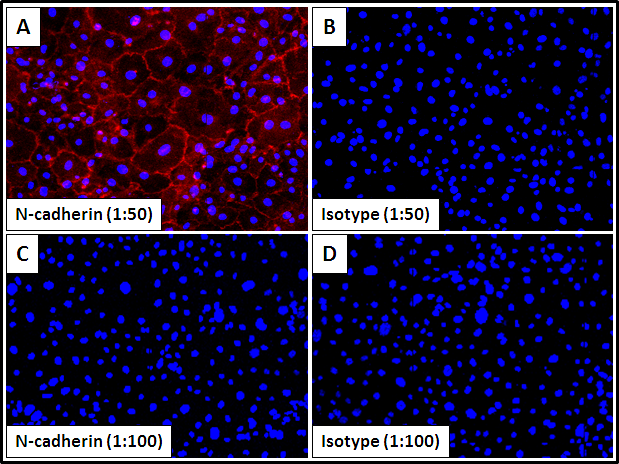 A
N-cadherin (1:50)
B
Isotype (1:50)
C
N-cadherin (1:100)
D
Isotype (1:100)